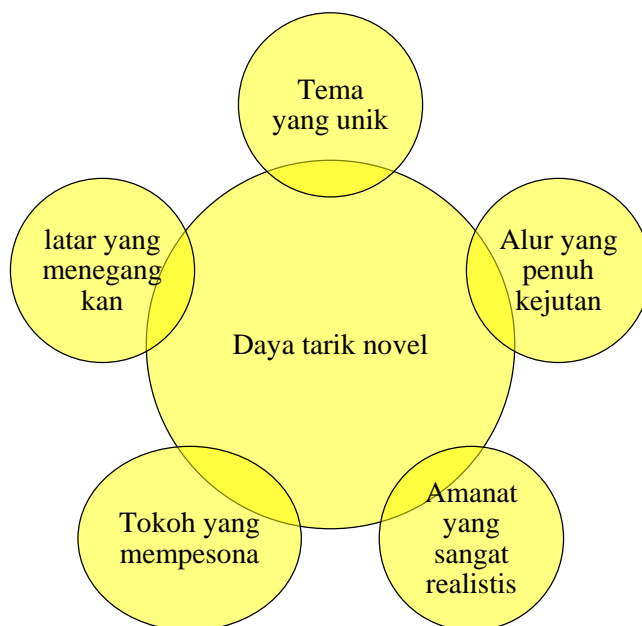 Tema
yang unik
latar yang
menegang
kan
Alur yang
penuh
kejutan
Daya tarik novel
Tokoh yang
mempesona
Amanat
yang
sangat
realistis